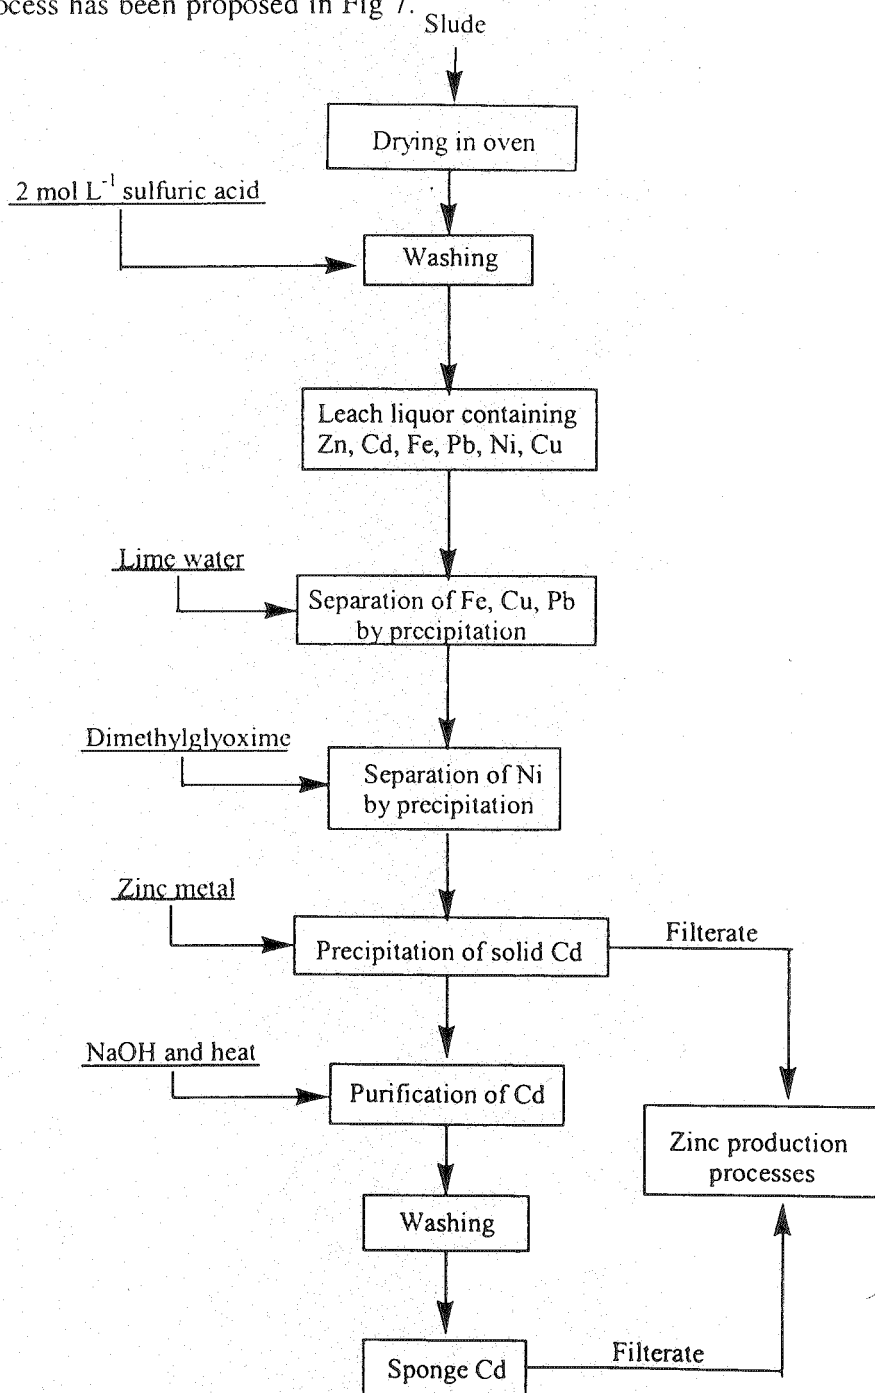 ocess has been proposed in Fig 7.
Slude
Drying in oven
2 mol L-1 sulfuric acid
Washing
Leach liquor containing
Zn, Cd, Fe, Pb, Ni, Cu
Lime water
Separation of Fe, Cu, Pb
by precipitation
Dimethylglyoxime
Separation of Ni
by precipitation
Zinc metal
Precipitation of solid Cd
Filterate
NaOH and heat
Purification of Cd
Zinc production
processes
Washing
Sponge Cd
Filterate